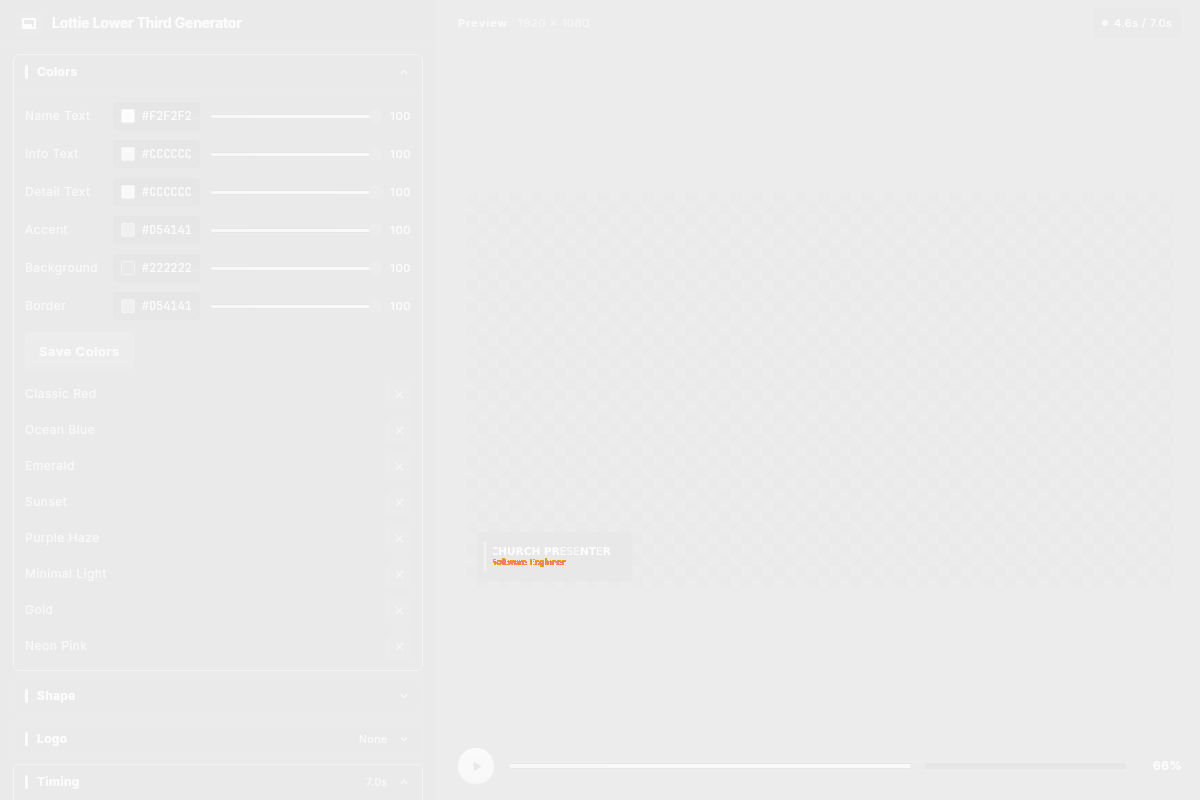 Lottie Lower Third Generator
Preview 1920 × 1080
4.6s / 7.0s
Colors
Name Text #F2F2F2 100
Info Text #CCCCCC 100
Detail Text #CCCCCC 100
Accent #D54141 100
Background #222222 100
Border #D54141 100
Save Colors
Classic Red
Ocean Blue
Emerald
Sunset
Purple Haze
Minimal Light
Gold
Neon Pink
CHURCH PRESENTER
Software Engineer
Shape
Logo None
Timing 7.0s
66%